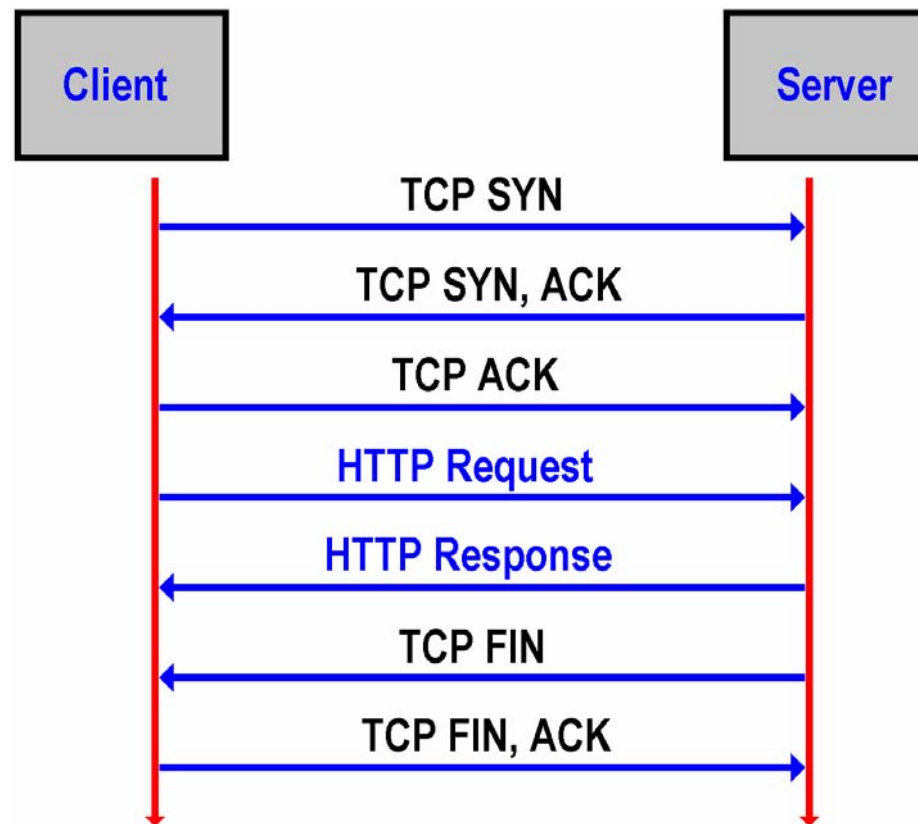 Client
Server
TCP SYN
TCP SYN, ACK
TCP ACK
HTTP Request
HTTP Response
TCP FIN
TCP FIN, ACK